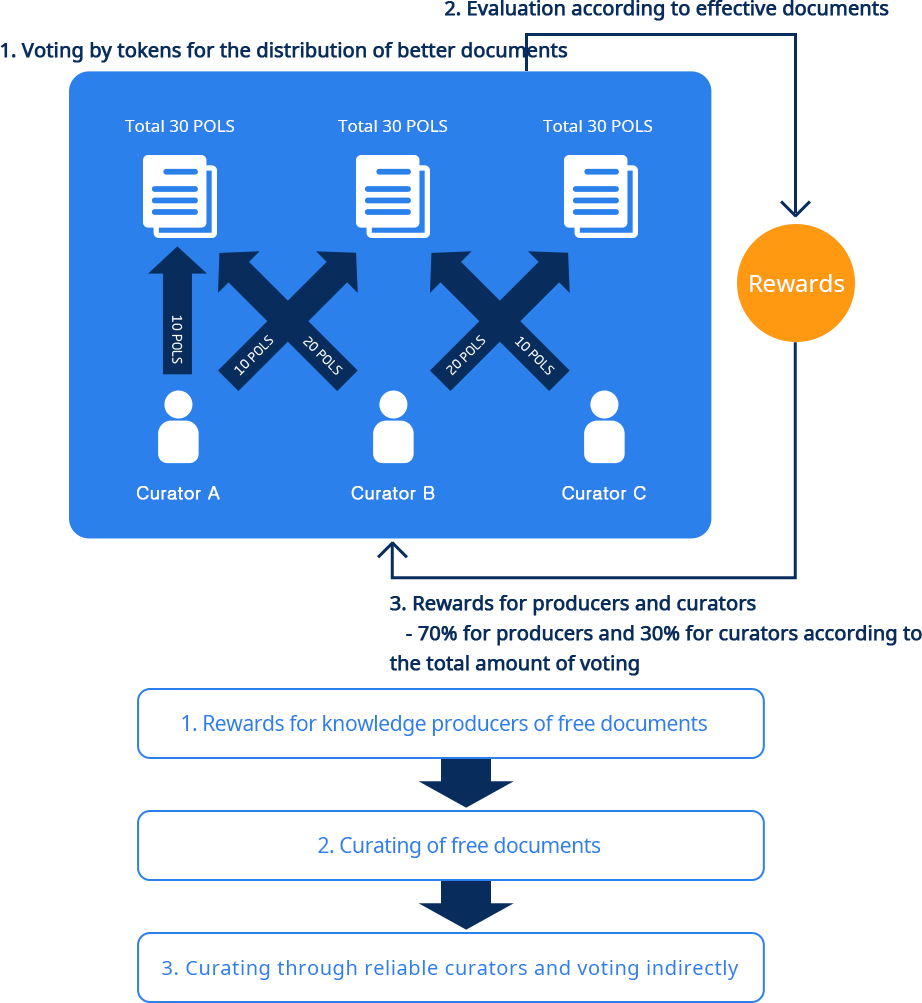 2. Evaluation according to effective documents
1. Voting by tokens for the distribution of better documents
Total 30 POLS
Total 30 POLS
Total 30 POLS
Rewards
10 POLS
10 POLS
20 POLS
20 POLS
10 POLS
Curator A
Curator B
Curator C
3. Rewards for producers and curators
- 70% for producers and 30% for curators according to
the total amount of voting
1. Rewards for knowledge producers of free documents
2. Curating of free documents
3. Curating through reliable curators and voting indirectly